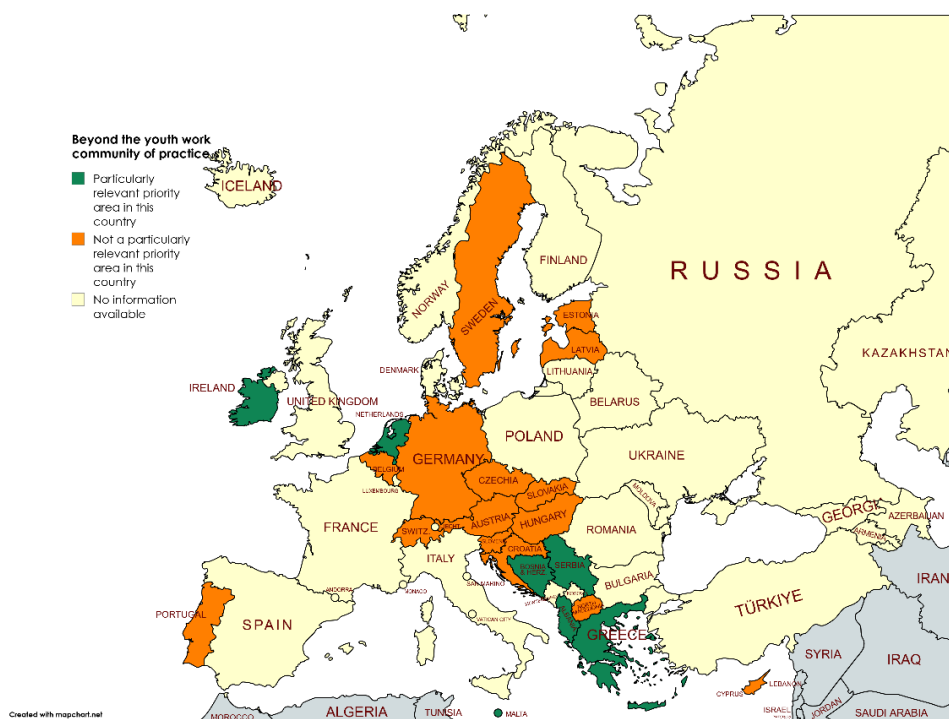 Beyond the youth work
community of practice
Particularly
relevant priority
area in this
country
Not a particularly
relevant priority
area in this
country
No information
available
ICELAND
RUSSIA
FINLAND
NORWAY
SWEDEN
ESTONIA
LATVIA
LITHUANIA
KAZAKHSTAN
DENMARK
IRELAND
UNITED KINGDOM
NETHERLANDS
BELARUS
POLAND
GERMANY
BELGIUM
UKRAINE
LUXEMBOURG
CZECHIA
SLOVAKIA
MOLDOVA
FRANCE
SWITZ
AUSTRIA
HUNGARY
ROMANIA
GEORGI
AZERBAIJAN
ARMENIA
CROATIA
ITALY
BOSNIA
& HERZ.
SERBIA
BULGARIA
SAN MARINO
ANDORRA
MONACO
IRAN
PORTUGAL
SPAIN
VATICAN CITY
NORTH
MACEDONIA
GREECE
TÜRKIYE
SYRIA
IRAQ
CYPRUS
LEBANON
ISRAEL
JORDAN
SAUDI ARABIA
MOROCCO
ALGERIA
TUNISIA
MALTA
Created with mapchart.net